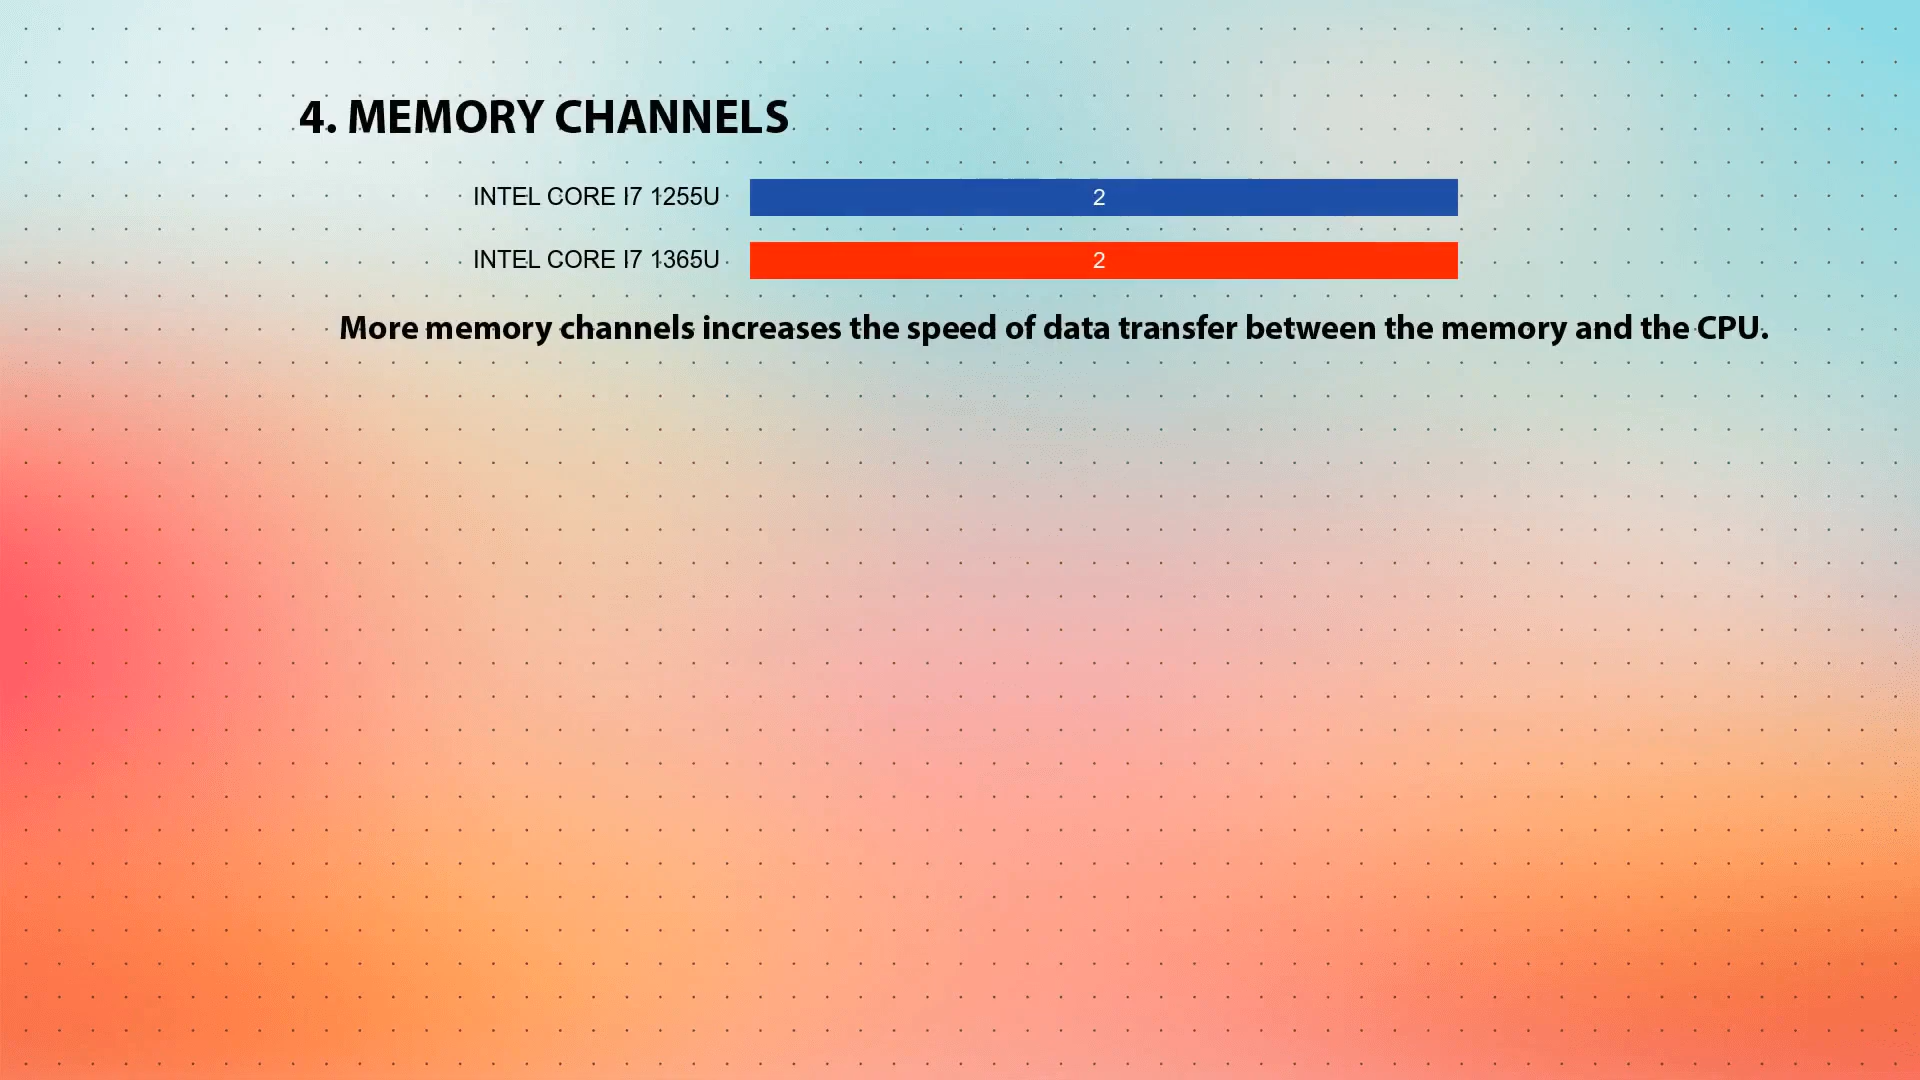 4. MEMORY CHANNELS
INTEL CORE I7 1255U 2
INTEL CORE I7 1365U 2
More memory channels increases the speed of data transfer between the memory and the CPU.